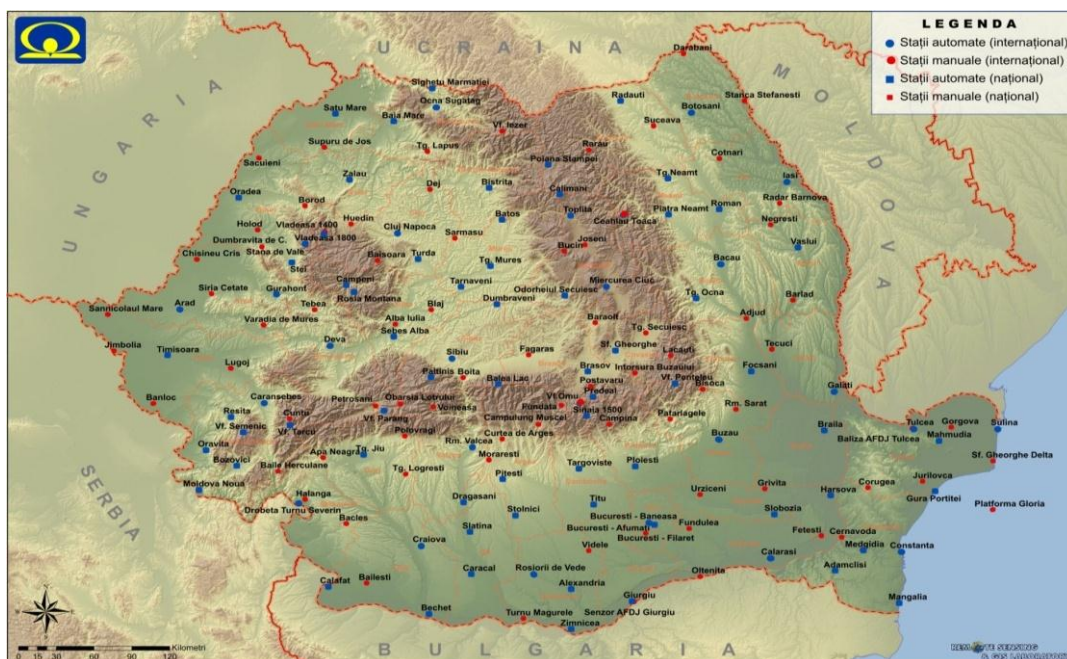 LEGENDA
Stații automate (internațional)
Stații manuale (internațional)
Stații automate (național)
Stații manuale (național)
UCRAINA
MOLDOVA
UNGARIA
SERBIA
BULGARIA
Darabani
Sighetu Marmatiei
Ocna Sugatag
Radauti
Botosani
Stanca Stefanesti
Satu Mare
Baia Mare
Vf. Iezer
Suceava
Supuru de Jos
Tg. Lapus
Rarău
Cotnari
Sacuieni
Poiana Stampei
Zalau
Dej
Bistrita
Calimani
Tg.Neamt
Iasi
Oradea
Borod
Radar Barnova
Batos
Toplita
Ceahlau Toaca
Piatra Neamt
Roman
Negresti
Holod
Vladeasa 1400
Huedin
Vladeasa 1800
Cluj Napoca
Sarmasu
Dumbravita de C.
Stana de Vale
Bucin
Joseni
Vaslui
Chisineu Cris
Stei
Baisoara
Turda
Tg. Mures
Bacau
Campeni
Tarnaveni
Odorheiul Secuiesc
Miercurea Ciuc
Siria Cetate
Gurahont
Rosia Montana
Tg. Ocna
Barlad
Sannicolaul Mare
Arad
Tebea
Blaj
Dumbraveni
Varadia de Mures
Alba Iulia
Sebes Alba
Baraolt
Tg. Secuiesc
Adjud
Jimbolia
Timisoara
Deva
Sibiu
Fagaras
Sf. Gheorghe
Lacauti
Tecuci
Lugoj
Paltinis
Boita
Balea Lac
Brasov
Intorsura Buzaului
Focsani
Postavaru
Vf. Penteleu
Bisoca
Galati
Banloc
Caransebes
Petrosani
Obarsia Lotrului
Voineasa
Vf. Omu
Predeal
Fundata
Sinaia 1500
Rm. Sarat
Resita
Cuntu
Vf. Parang
Campulung Muscel
Campina
Patarlagele
Vf. Semenic
Vf. Tarcu
Polovragi
Curtea de Arges
Braila
Tulcea
Gorgova
Sulina
Baliza AFDJ Tulcea
Mahmudia
Oravita
Bozovici
Apa Neagra
Tg. Jiu
Rm. Valcea
Moraresti
Buzau
Baile Herculane
Tg. Logresti
Pitesti
Targoviste
Ploiesti
Sf. Gheorghe Delta
Jurilovca
Moldova Noua
Halanga
Urziceni
Grivita
Harsova
Corugea
Gura Portitei
Drobeta Turnu Severin
Dragasani
Stolnici
Titu
Slobozia
Platforma Gloria
Bacles
Slatina
Bucuresti - Baneasa
Bucuresti - Afumati
Fundulea
Bucuresti - Filaret
Fetesti
Cernavoda
Craiova
Videle
Medgidia
Constanta
Calafat
Bailesti
Caracal
Rosiorii de Vede
Alexandria
Oltenita
Calarasi
Adamclisi
Bechet
Turnu Magurele
Zimnicea
Giurgiu
Senzor AFDJ Giurgiu
Mangalia
Kilometri
0 15 30 60 90 120